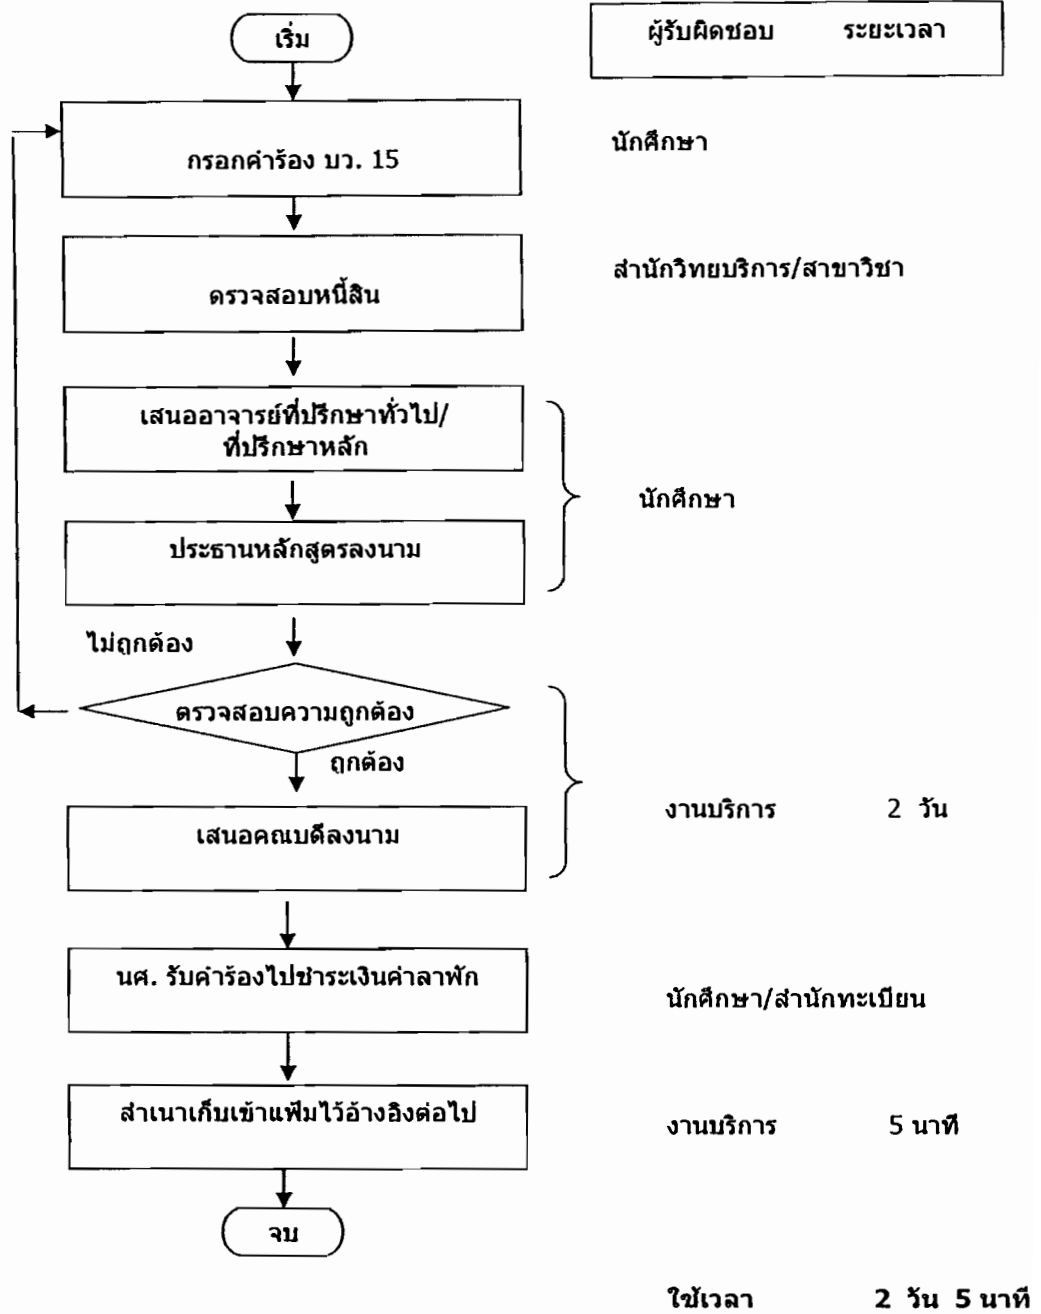 เริ่ม
ผู้รับผิดชอบ ระยะเวลา
กรอกคำร้อง บว. 15
นักศึกษา
ตรวจสอบหนี้สิน
สำนักวิทยบริการ/สาขาวิชา
เสนออาจารย์ที่ปรึกษาทั่วไป/
ที่ปรึกษาหลัก
นักศึกษา
ประธานหลักสูตรลงนาม
ไม่ถูกต้อง
ตรวจสอบความถูกต้อง
ถูกต้อง
เสนอคณบดีลงนาม
งานบริการ 2 วัน
นศ. รับคำร้องไปชำระเงินค่าลาพัก
นักศึกษา/สำนักทะเบียน
สำเนาเก็บเข้าแฟ้มไว้อ้างอิงต่อไป
งานบริการ 5 นาที
จบ
ใช้เวลา 2 วัน 5 นาที